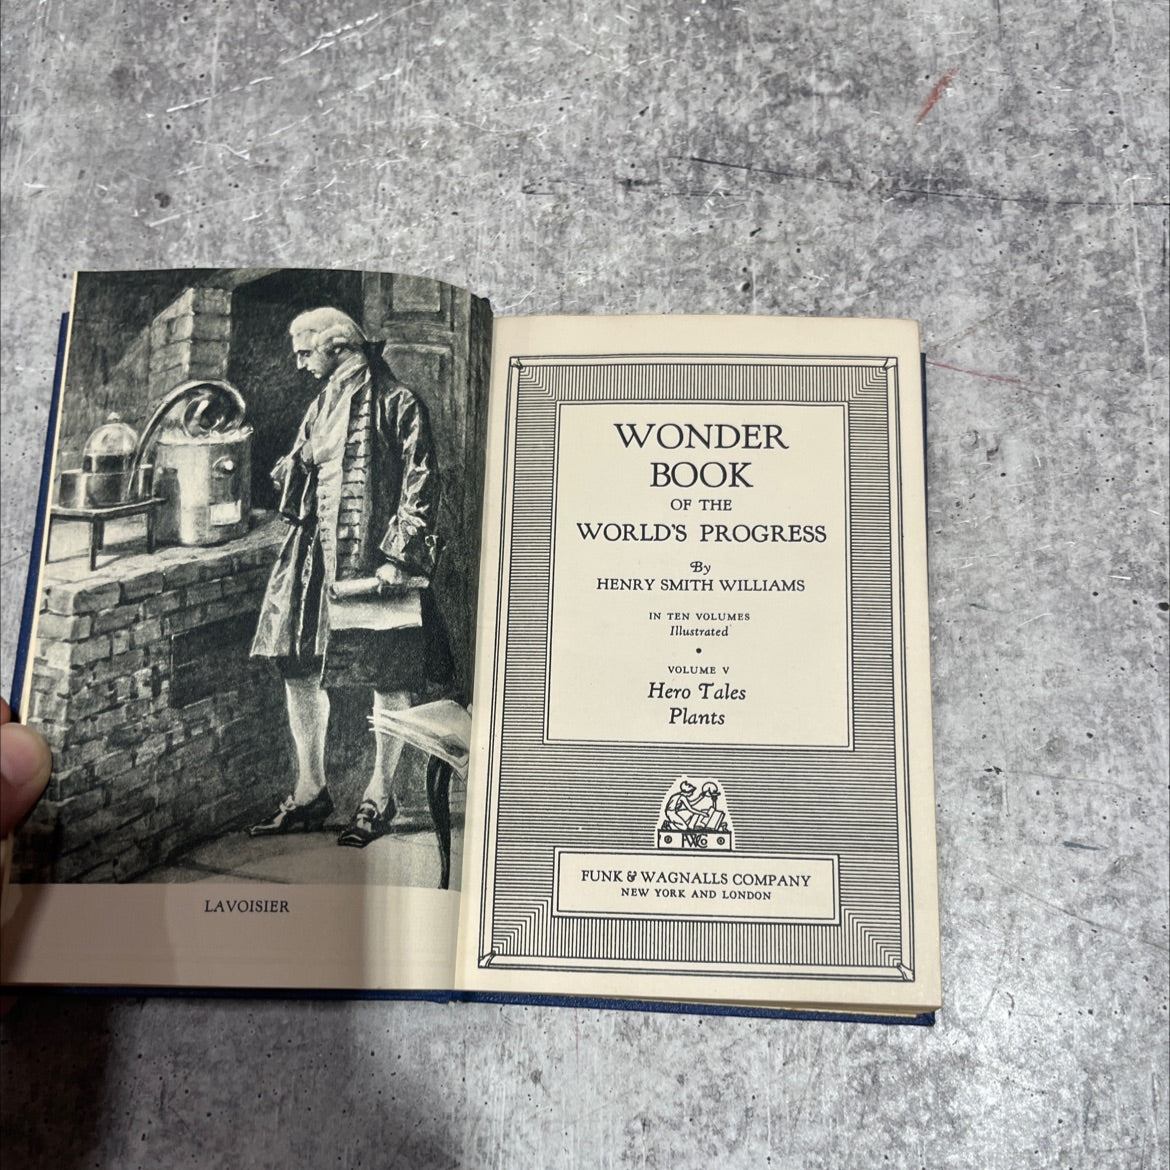 LAVOISIER
WONDER
BOOK
OF THE
WORLD'S PROGRESS
By
HENRY SMITH WILLIAMS
IN TEN VOLUMES
Illustrated
VOLUME V
Hero Tales
Plants
FWCo
FUNK & WAGNALLS COMPANY
NEW YORK AND LONDON